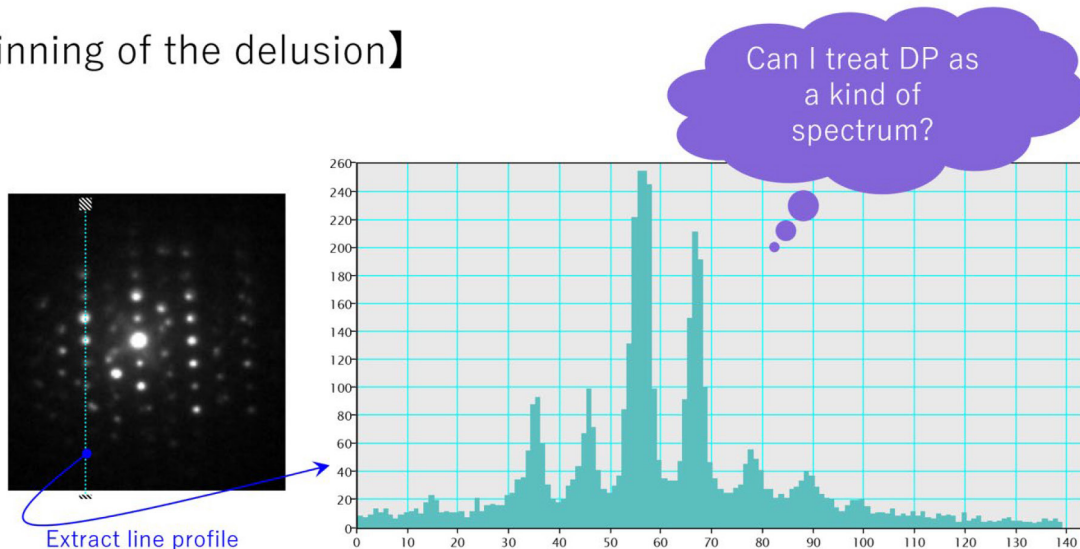 inning of the delusion】
Can I treat DP as
a kind of
spectrum?
260
240
220
200
180
160
140
120
100
80
60
40
20
0
0 10 20 30 40 50 60 70 80 90 100 110 120 130 140
Extract line profile